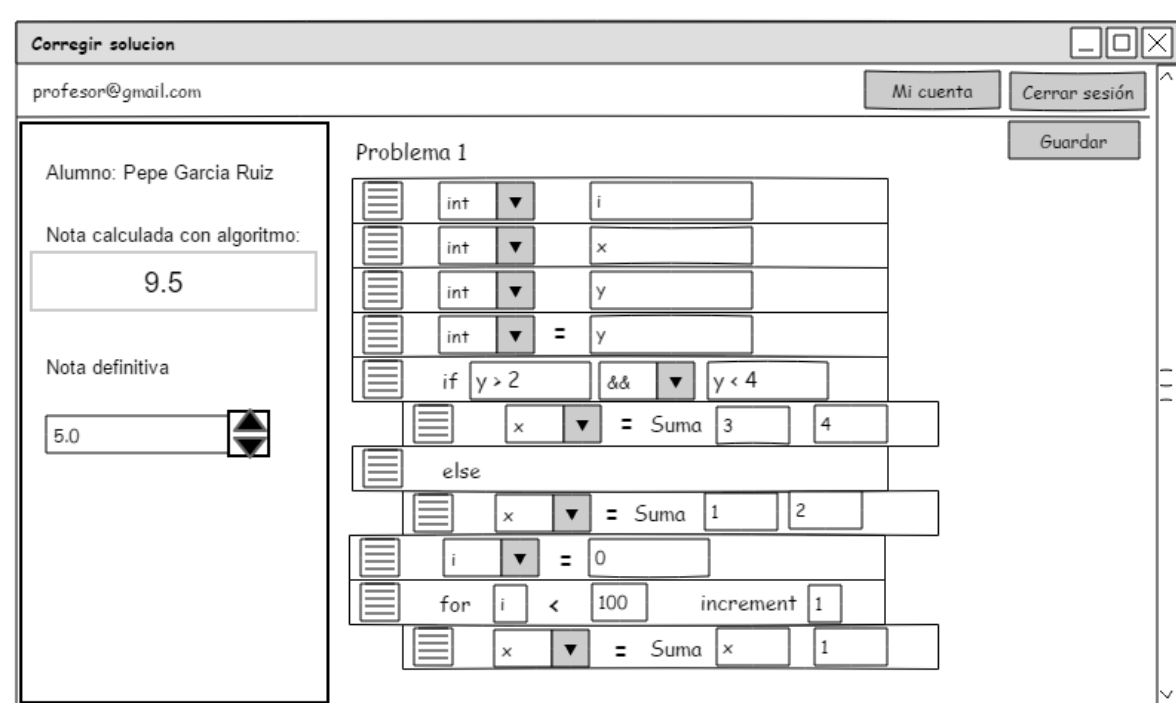 Corregir solucion
profesor@gmail.com
Mi cuenta
Cerrar sesión
Guardar
Alumno: Pepe Garcia Ruiz
Nota calculada con algoritmo:
9.5
Nota definitiva
5.0
Problema 1
int i
int x
int y
int = y
if y > 2 && y < 4
x = Suma 3 4
else
x = Suma 1 2
i = 0
for i < 100 increment 1
x = Suma x 1